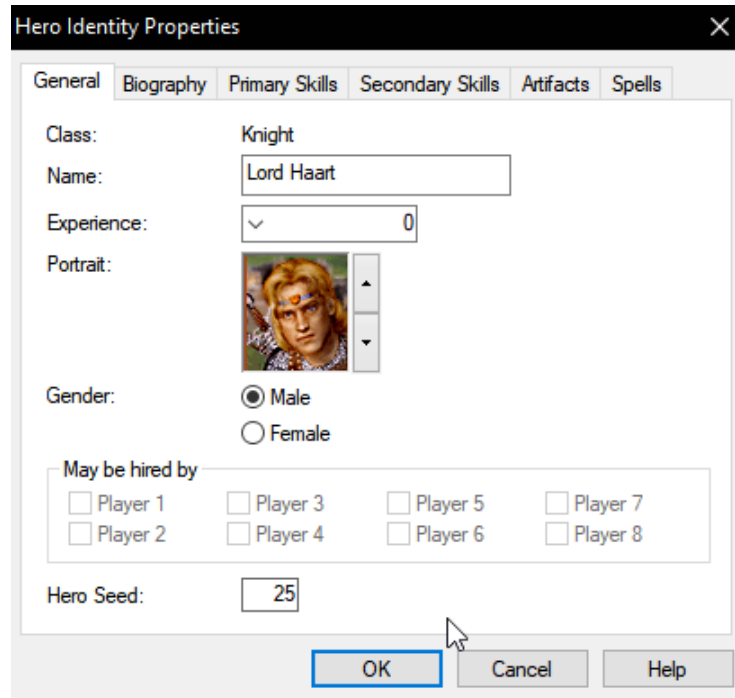 Hero Identity Properties
General Biography Primary Skills Secondary Skills Artifacts Spells
Class: Knight
Name: Lord Haart
Experience: 0
Portrait:
Gender: Male
Female
May be hired by
Player 1 Player 3 Player 5 Player 7
Player 2 Player 4 Player 6 Player 8
Hero Seed: 25
OK Cancel Help